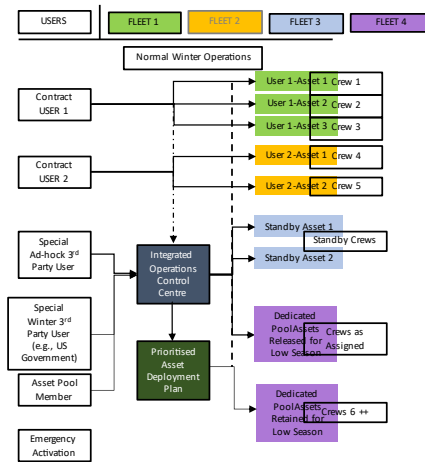 USERS
FLEET 1
FLEET 2
FLEET 3
FLEET 4
Normal Winter Operations
Contract
USER 1
User 1-Asset 1
Crew 1
User 1-Asset 2
Crew 2
User 1-Asset 3
Crew 3
Contract
USER 2
User 2-Asset 1
Crew 4
User 2-Asset 2
Crew 5
Special
Ad-hoc 3rd
Party User
Integrated
Operations
Control
Centre
Standby Asset 1
Standby Crews
Standby Asset 2
Special
Winter 3rd
Party User
(e.g., US
Government)
Dedicated
PoolAssets
Released for
Low Season
Crews as
Assigned
Asset Pool
Member
Prioritised
Asset
Deployment
Plan
Dedicated
PoolAssets
Retained for
Low Season
Crews 6 ++
Emergency
Activation